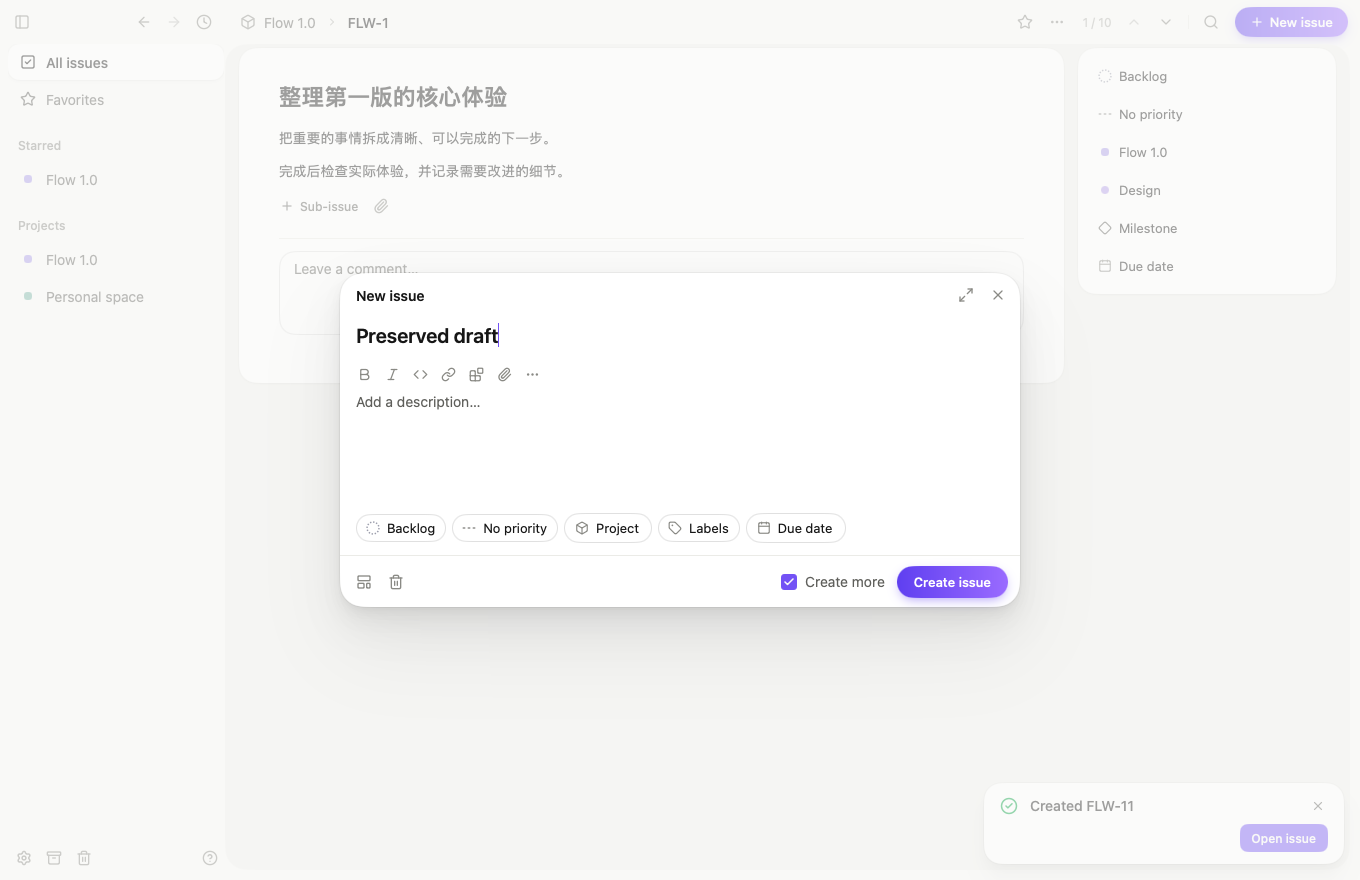 Flow 1.0
FLW-1
1 / 10
New issue
All issues
Favorites
Starred
Flow 1.0
Projects
Flow 1.0
Personal space
整理第一版的核心体验
把重要的事情拆成清晰、可以完成的下一步。
完成后检查实际体验，并记录需要改进的细节。
Sub-issue
Leave a comment...
Backlog
No priority
Flow 1.0
Design
Milestone
Due date
New issue
Preserved draft
Add a description...
Backlog
No priority
Project
Labels
Due date
Create more
Create issue
Created FLW-11
Open issue